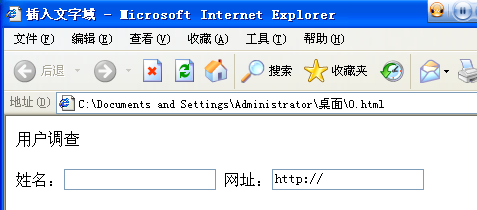 插入文字域 - Microsoft Internet Explorer
文件(F) 编辑(E) 查看(V) 收藏(A) 工具(T) 帮助(H)
后退 搜索 收藏夹
地址(D) C:\Documents and Settings\Administrator\桌面\0.html
用户调查
姓名: 网址: http://